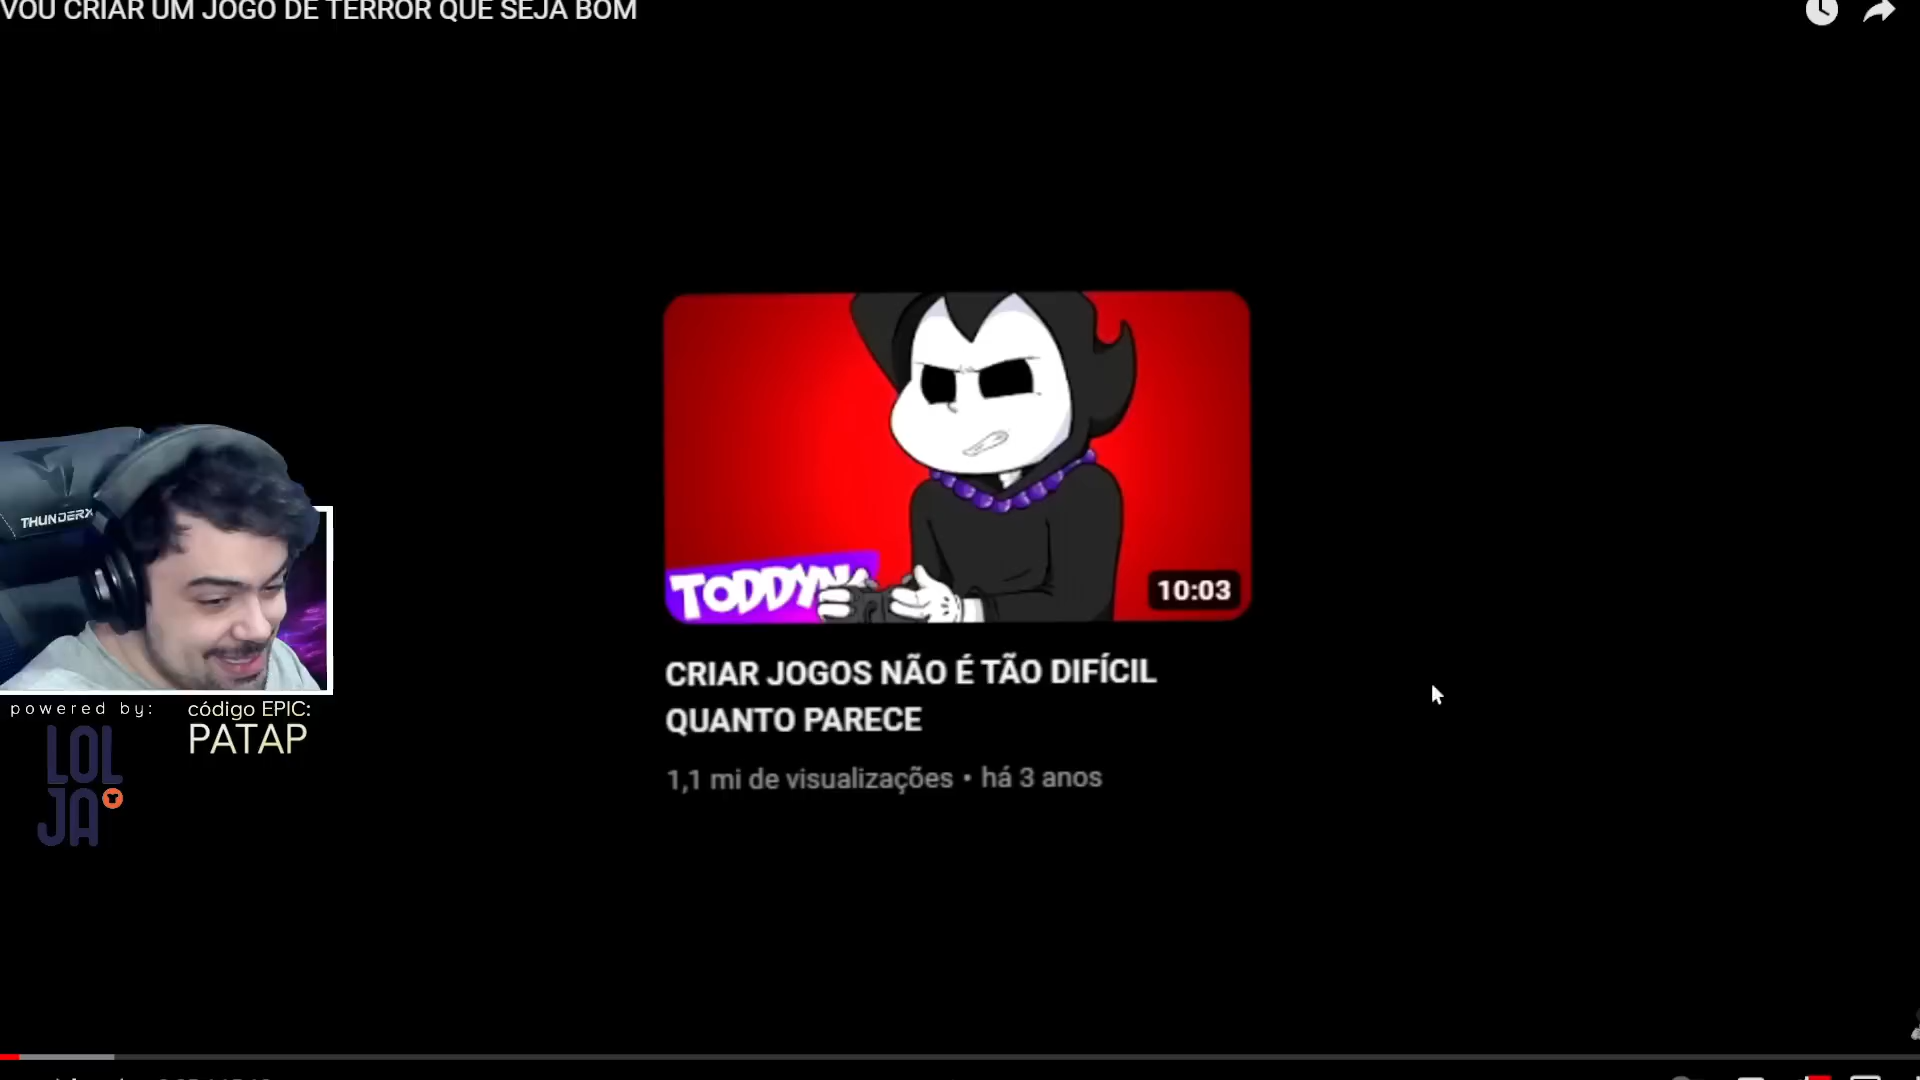 VOU CRIAR UM JOGO DE TERROR QUE SEJA BOM
10:03
CRIAR JOGOS NÃO É TÃO DIFÍCIL
QUANTO PARECE
1,1 mi de visualizações • há 3 anos
THUNDERX
powered by:
LOL
JA
código EPIC:
PATAP